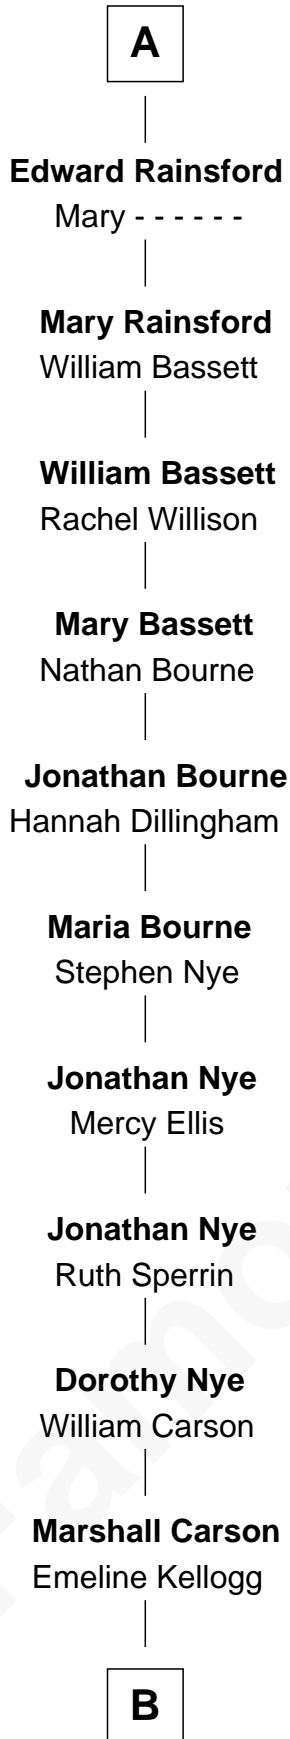 A
Edward Rainsford
Mary - - - - - -
Mary Rainsford
William Bassett
William Bassett
Rachel Willison
Mary Bassett
Nathan Bourne
Jonathan Bourne
Hannah Dillingham
Maria Bourne
Stephen Nye
Jonathan Nye
Mercy Ellis
Jonathan Nye
Ruth Sperrin
Dorothy Nye
William Carson
Marshall Carson
Emeline Kellogg
B